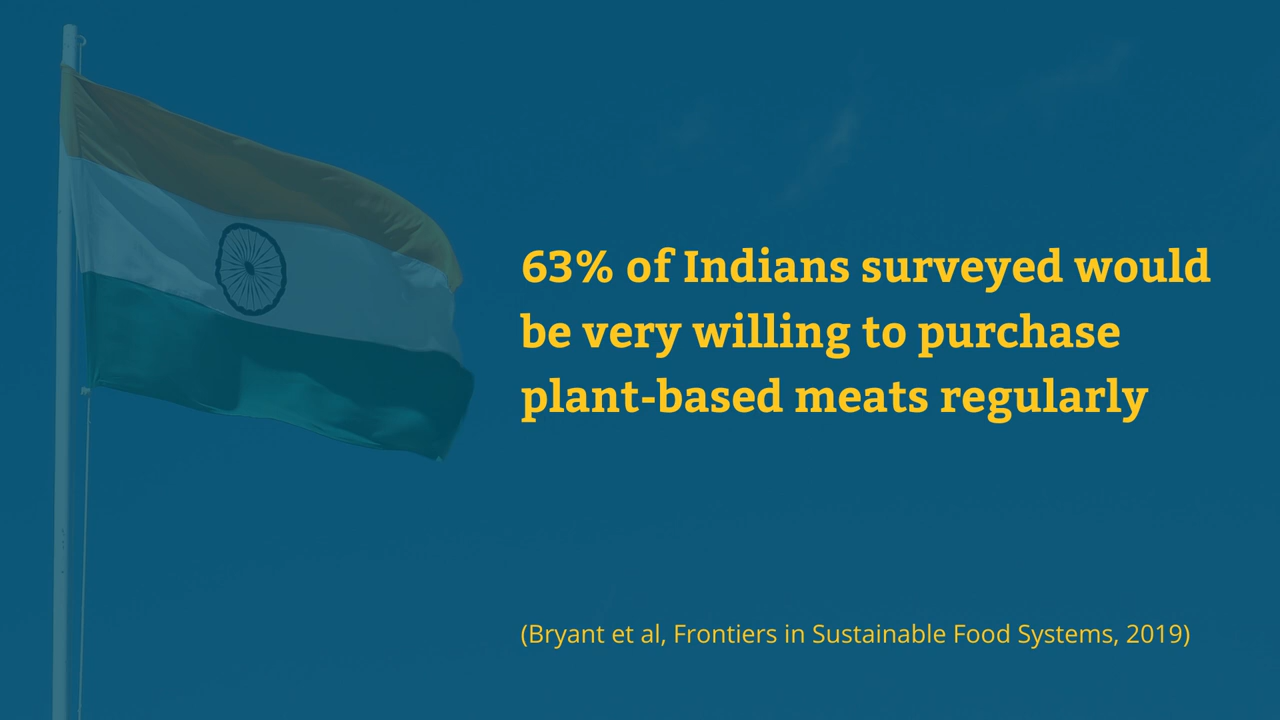 63% of Indians surveyed would
be very willing to purchase
plant-based meats regularly
(Bryant et al, Frontiers in Sustainable Food Systems, 2019)